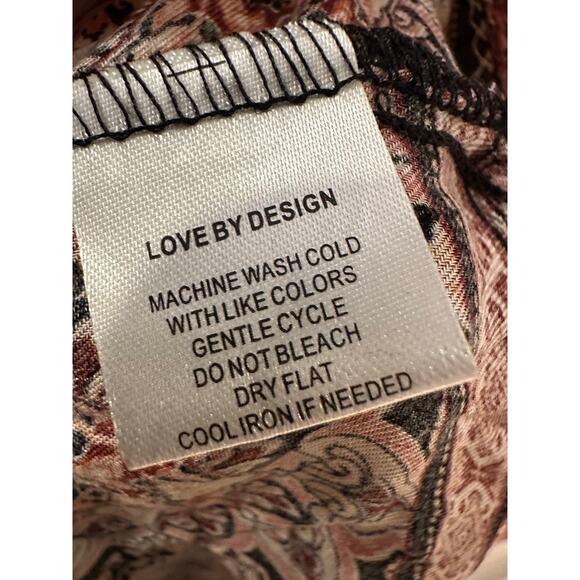 LOVE BY DESIGN
MACHINE WASH COLD
WITH LIKE COLORS
GENTLE CYCLE
DO NOT BLEACH
DRY FLAT
COOL IRON IF NEEDED